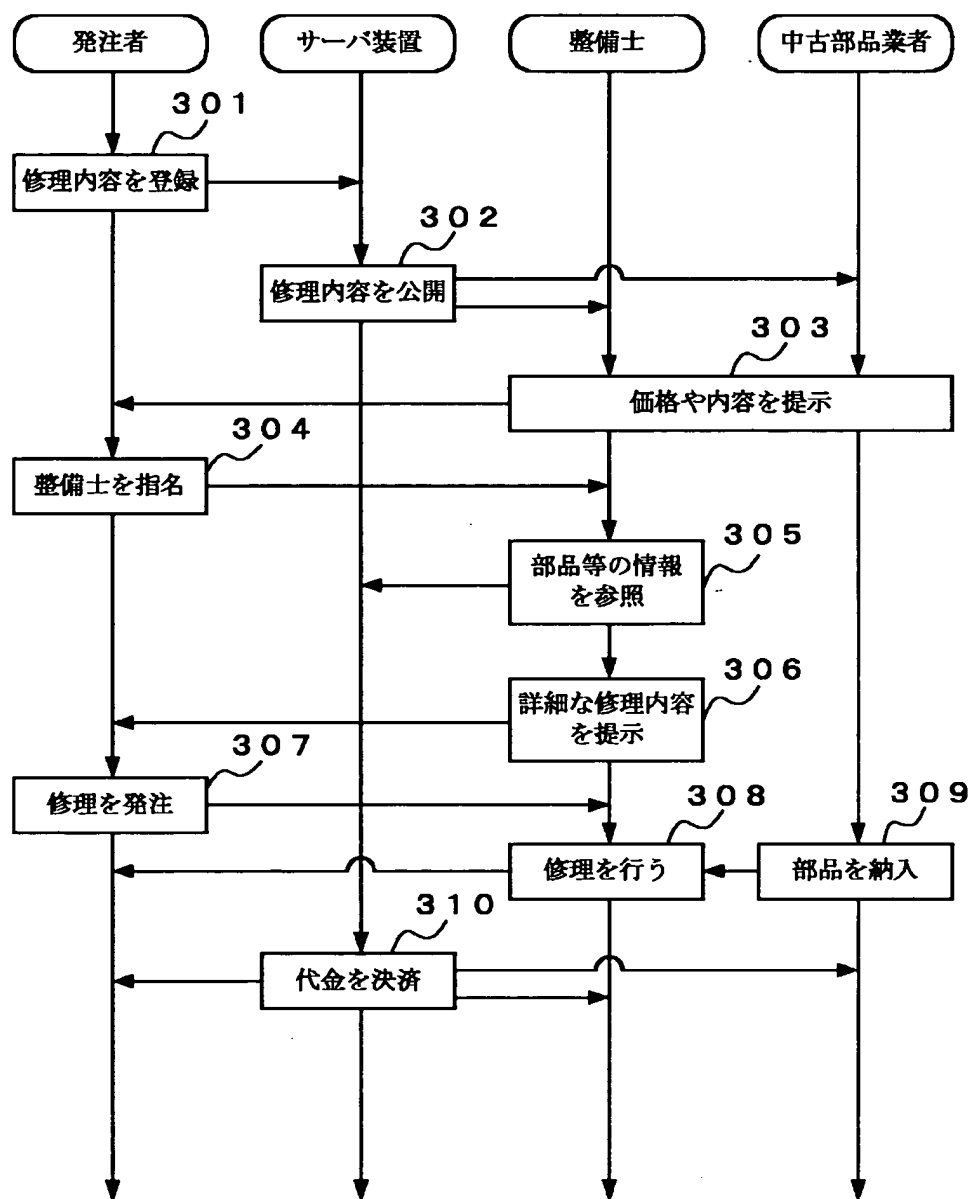 発注者
サーバ装置
整備士
中古部品業者
301
修理内容を登録
302
修理内容を公開
303
価格や内容を提示
304
整備士を指名
305
部品等の情報
を参照
306
詳細な修理内容
を提示
307
修理を発注
308
修理を行う
309
部品を納入
310
代金を決済